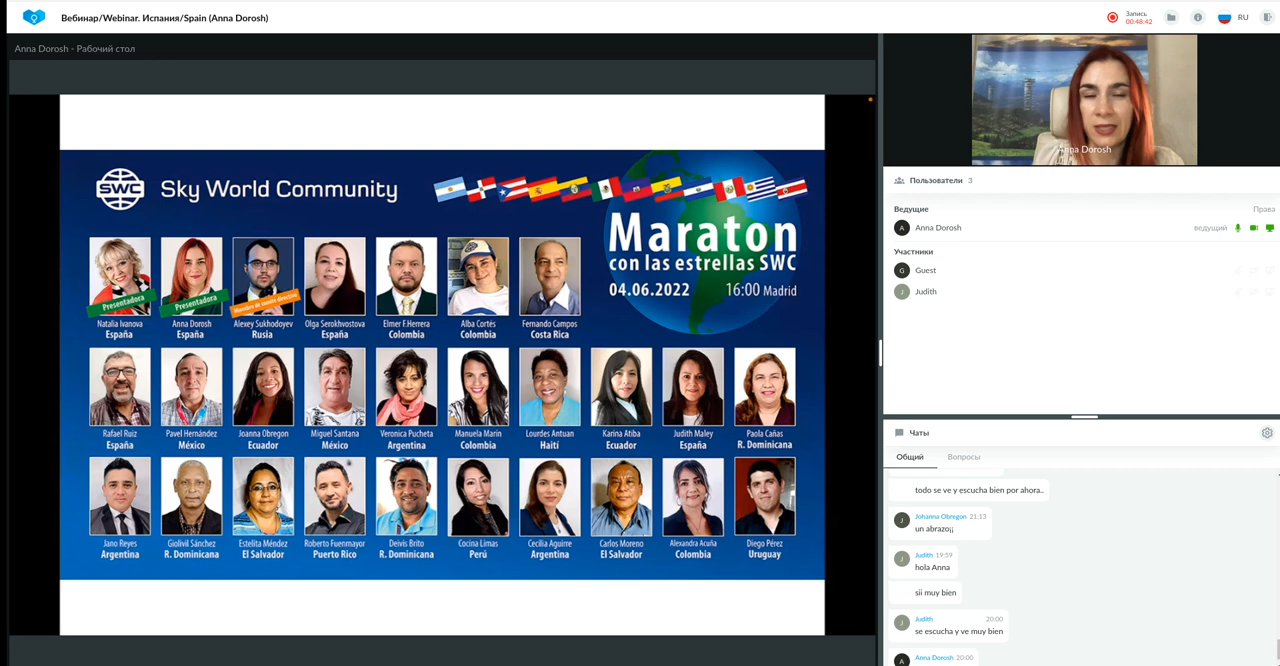 Вебинар/Webinar. Испания/Spain (Anna Dorosh)
Запись
00:48:42
RU
Anna Dorosh - Рабочий стол
SWC
Sky World Community
Maraton
con las estrellas SWC
04.06.2022
16:00 Madrid
Presentadora
Presentadora
Natalia Ivanova
España
Anna Dorosh
España
Alexey Sukhodoyev
Rusia
Olga Serokhvostova
España
Elmer F.Herrera
Colombia
Alba Cortés
Colombia
Fernando Campos
Costa Rica
Rafael Ruiz
España
Pavel Hernández
México
Joanna Obregon
Ecuador
Miguel Santana
México
Veronica Pucheta
Argentina
Manuela Marin
Colombia
Lourdes Antuan
Haití
Karina Atiba
Ecuador
Judith Maley
España
Paola Cañas
R. Dominicana
Jano Reyes
Argentina
Giolivil Sánchez
R. Dominicana
Estelita Méndez
El Salvador
Roberto Fuenmayor
Puerto Rico
Deivis Brito
R. Dominicana
Cocina Limas
Perú
Cecilia Aguirre
Argentina
Carlos Moreno
El Salvador
Alexandra Acuña
Colombia
Diego Pérez
Uruguay
Anna Dorosh
Пользователи 3
Ведущие
Права
A Anna Dorosh
ведущий
Участники
G Guest
J Judith
Чаты
Общий
Вопросы
todo se ve y escucha bien por ahora..
J Johanna Obregon 21:13
un abrazo¡¡
J Judith 19:59
hola Anna
sii muy bien
J Judith 20:00
se escucha y ve muy bien
A Anna Dorosh 20:00